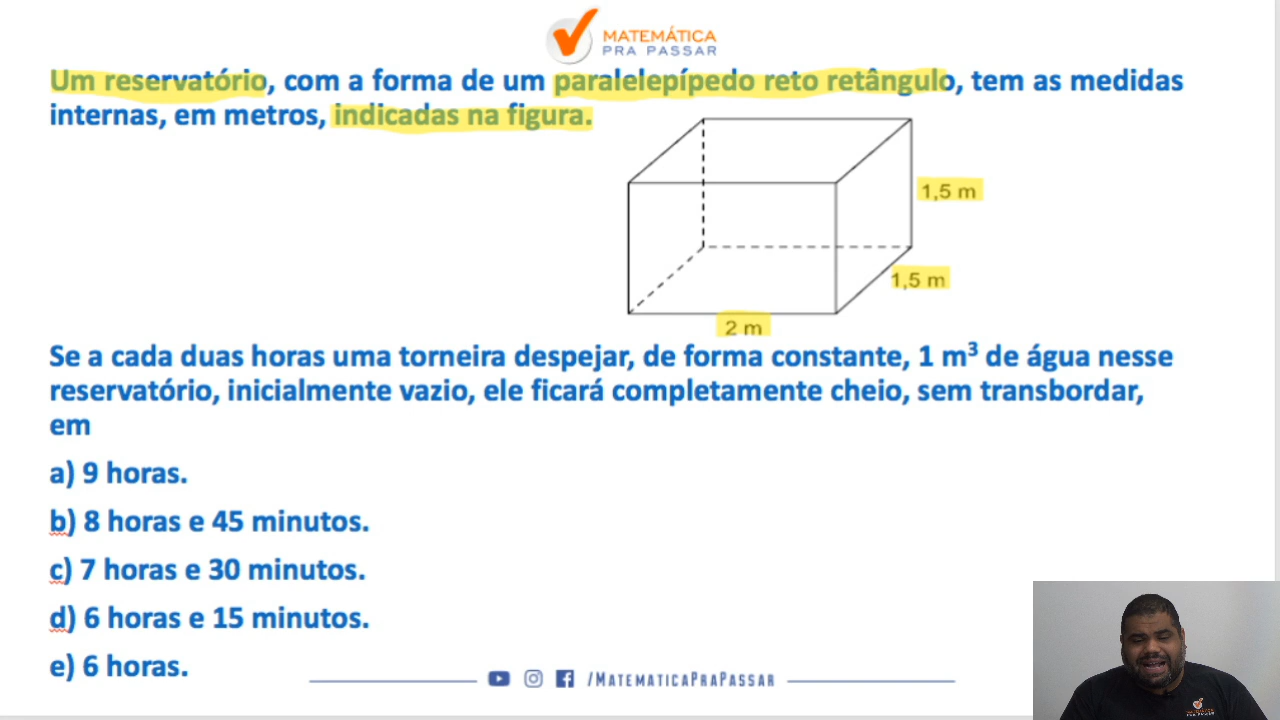 MATEMÁTICA
PRA PASSAR
Um reservatório, com a forma de um paralelepípedo reto retângulo, tem as medidas
internas, em metros, indicadas na figura.
1,5 m
1,5 m
2 m
Se a cada duas horas uma torneira despejar, de forma constante, 1 m³ de água nesse
reservatório, inicialmente vazio, ele ficará completamente cheio, sem transbordar,
em
a) 9 horas.
b) 8 horas e 45 minutos.
c) 7 horas e 30 minutos.
d) 6 horas e 15 minutos.
e) 6 horas.
/MATEMATICAPRAPASSAR